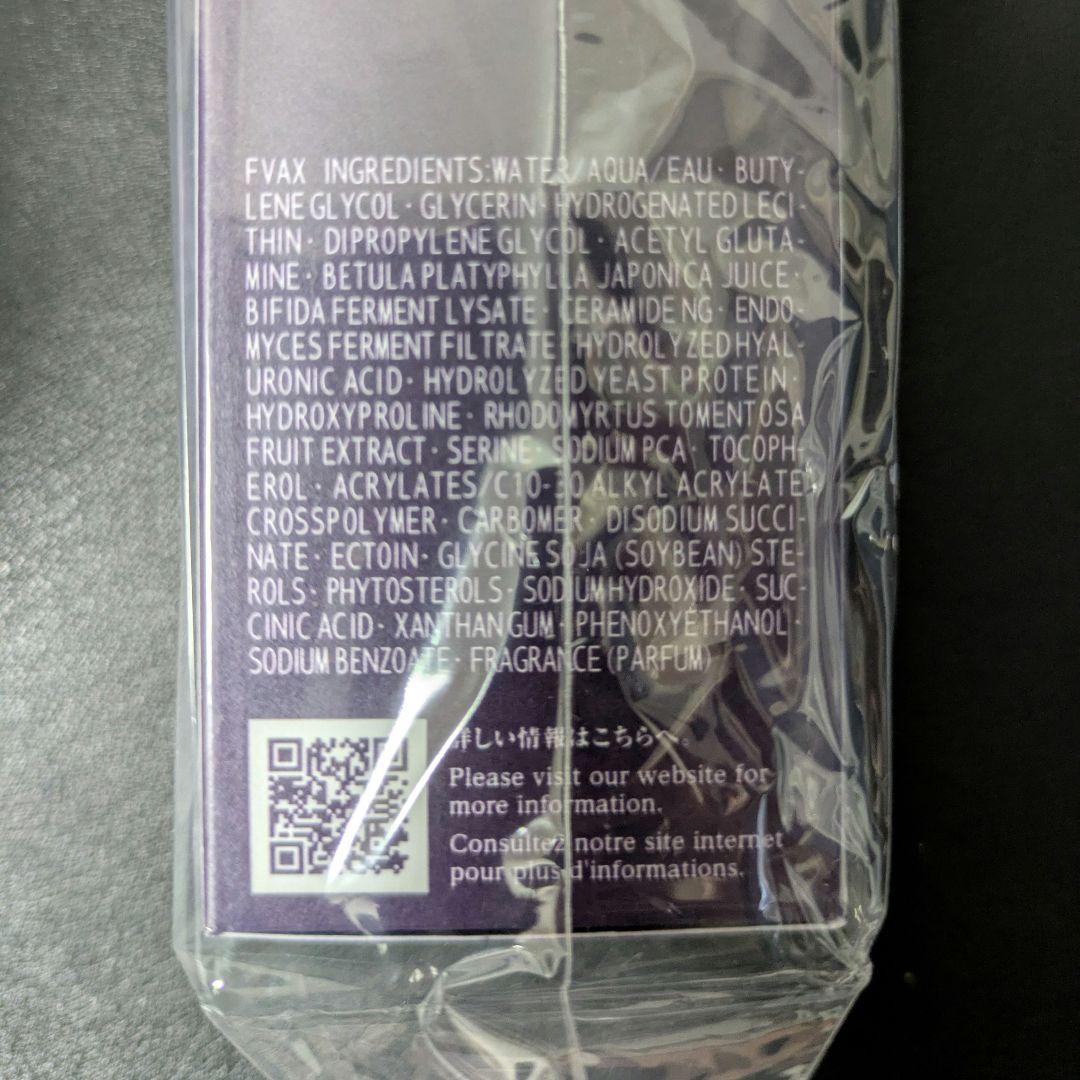 FVAX INGREDIENTS:WATER/AQUA/EAU· BUTY-
LENE GLYCOL· GLYCERIN· HYDROGENATED LECI-
THIN· DIPROPYLENE GLYCOL· ACETYL GLUTA-
MINE· BETULA PLATYPHYLLA JAPONICA JUICE·
BIFIDA FERMENT LYSATE· CERAMIDE NG· ENDO-
MYCES FERMENT FILTRATE· HYDROLYZED HYAL-
URONIC ACID· HYDROLYZED YEAST PROTEIN·
HYDROXYPROLINE· RHODOMYRTUS TOMENTOSA
FRUIT EXTRACT· SERINE· SODIUM PCA· TOCOPH-
EROL· ACRYLATES/C10-30 ALKYL ACRYLATE
CROSSPOLYMER· CARBOMER· DISODIUM SUCCI-
NATE· ECTOIN· GLYCINE SOJA (SOYBEAN) STE-
ROLS· PHYTOSTEROLS· SODIUM HYDROXIDE· SUC-
CINIC ACID· XANTHAN GUM· PHENOXYETHANOL·
SODIUM BENZOATE· FRAGRANCE (PARFUM)
詳しい情報はこちらへ。
Please visit our website for
more information.
Consultez notre site internet
pour plus d'informations.